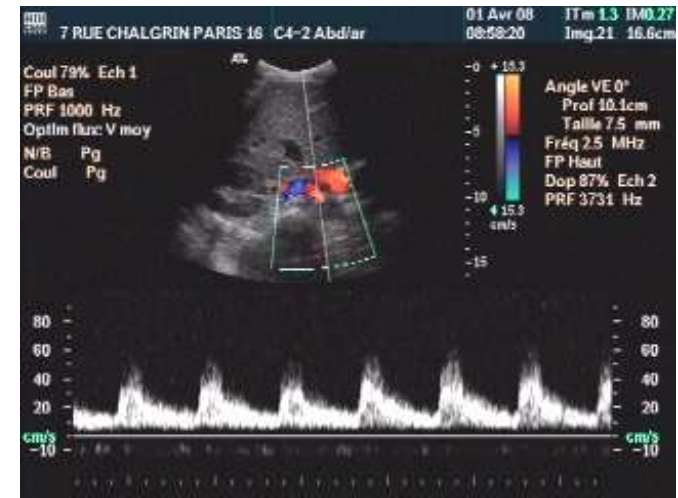 01 Avr 08 ITm 1.3 IM0.27
7 RUE CHALGRIN PARIS 16 C4-2 Abd/ar 08:58:20 Img.21 16.6cm
Coul 79% Ech 1
FP Bas
PRF 1000 Hz
Optim flux: V moy
N/B Pg
Coul Pg
-0 + 15.3
-5
-10
15.3
cm/s
-15
Angle VE 0°
Prof 10.1cm
Taille 7.5 mm
Fréq 2.5 MHz
FP Haut
Dop 87% Ech 2
PRF 3731 Hz
80 80
60 60
40 40
20 20
cm/s cm/s
-10 -10